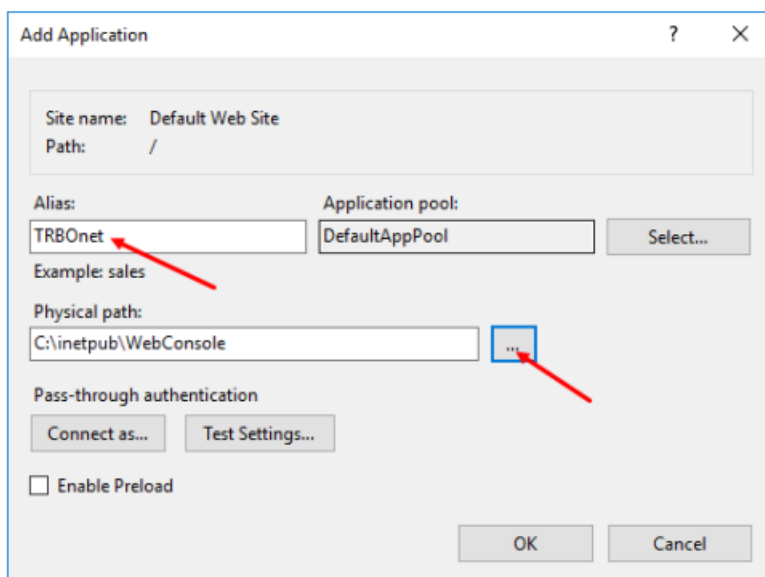 Add Application
?
Site name: Default Web Site
Path: /
Alias: Application pool:
TRBOnet DefaultAppPool Select...
Example: sales
Physical path:
C:\inetpub\WebConsole ...
Pass-through authentication
Connect as... Test Settings...
Enable Preload
OK Cancel